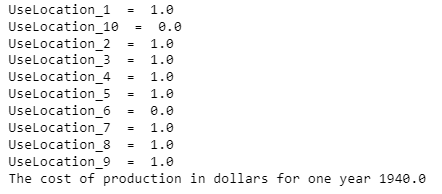 UseLocation_1 = 1.0
UseLocation_10 = 0.0
UseLocation_2 = 1.0
UseLocation_3 = 1.0
UseLocation_4 = 1.0
UseLocation_5 = 1.0
UseLocation_6 = 0.0
UseLocation_7 = 1.0
UseLocation_8 = 1.0
UseLocation_9 = 1.0
The cost of production in dollars for one year 1940.0